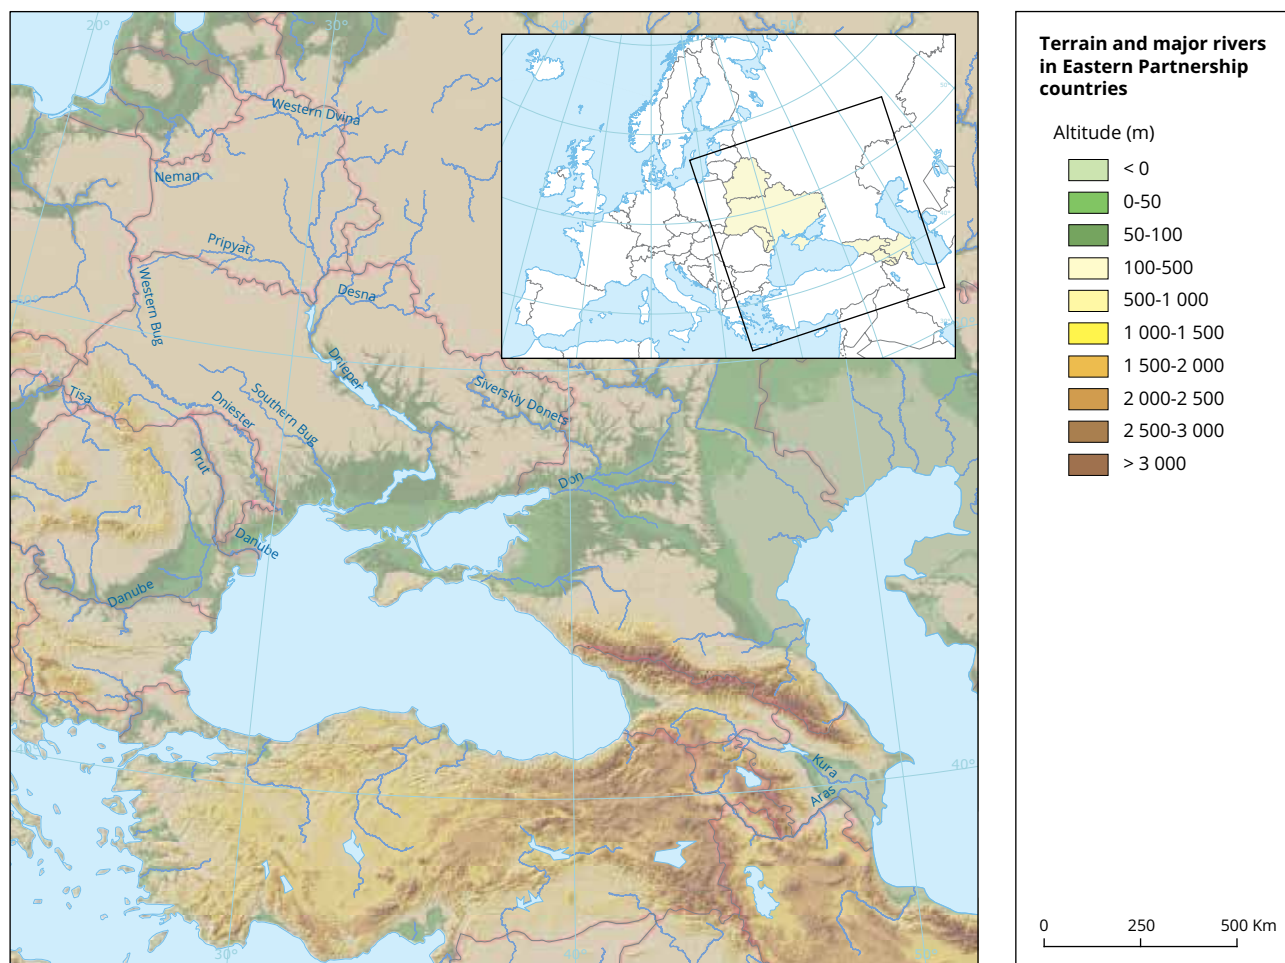 20°
30°
40°
50°
Western Dvina
Neman
Pripyat
Western Bug
Desna
Dnieper
Siverskiy Donets
Tisa
Dniester
Southern Bug
Prut
Don
Danube
Danube
40°
Kura
Aras
40°
30°
40°
50°
Terrain and major rivers
in Eastern Partnership
countries
Altitude (m)
< 0
0-50
50-100
100-500
500-1 000
1 000-1 500
1 500-2 000
2 000-2 500
2 500-3 000
> 3 000
0 250 500 Km